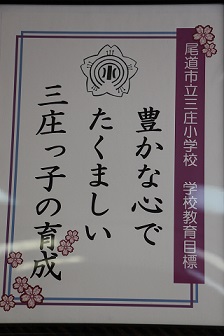 尾道市立三庄小学校 学校教育目標
小
豊かな心で
たくましい
三庄っ子の育成